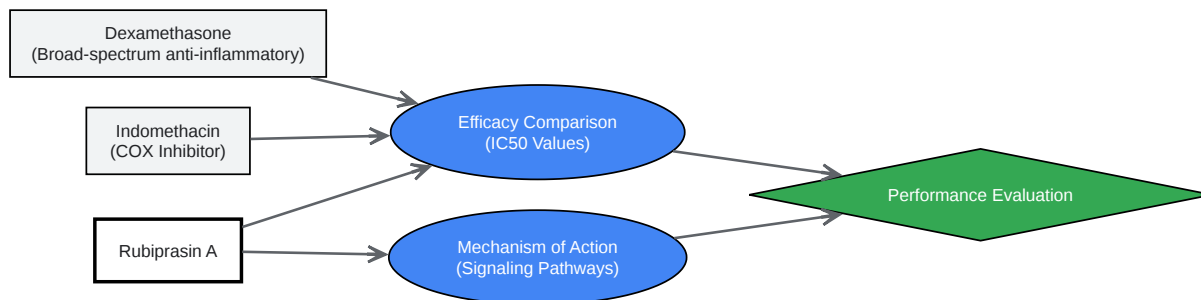 Dexamethasone
(Broad-spectrum anti-inflammatory)
Indomethacin
(COX Inhibitor)
Rubiprasin A
Efficacy Comparison
(IC50 Values)
Mechanism of Action
(Signaling Pathways)
Performance Evaluation